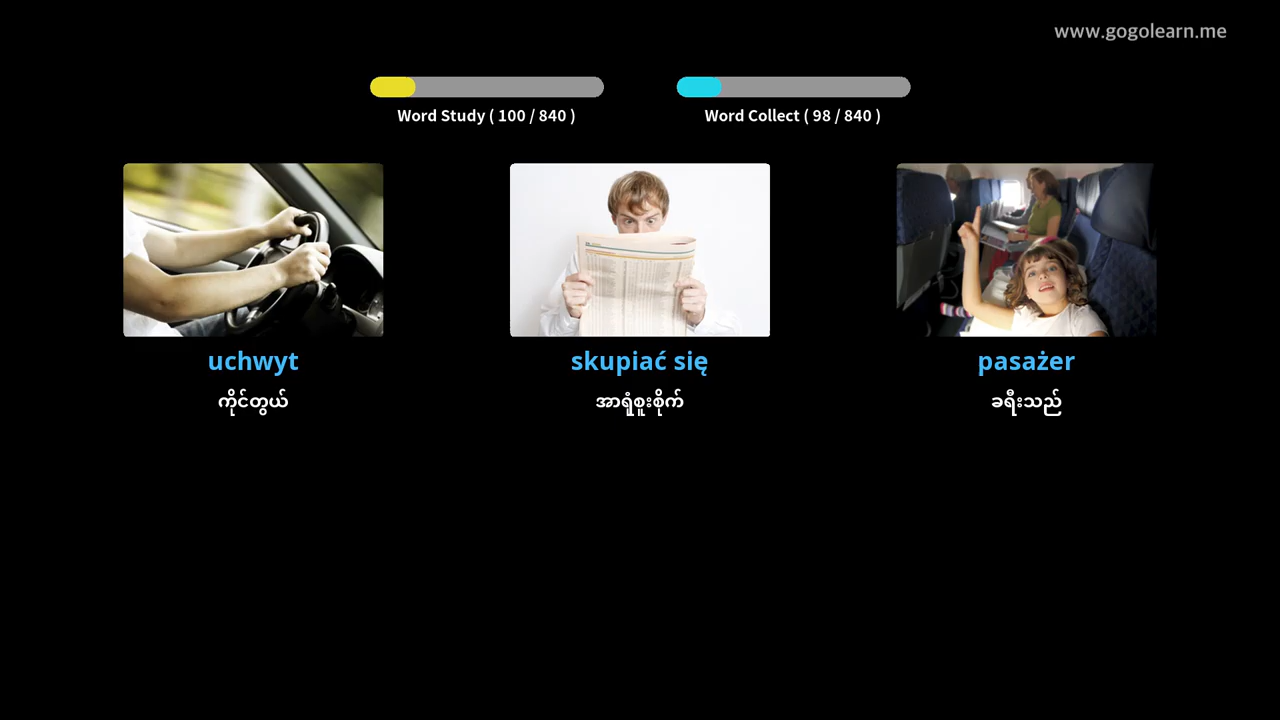 www.gogolearn.me
Word Study ( 100 / 840 )
Word Collect ( 98 / 840 )
uchwyt
skupiać się
pasażer
ကိုင်တွယ်
အာရုံစူးစိုက်
ခရီးသည်